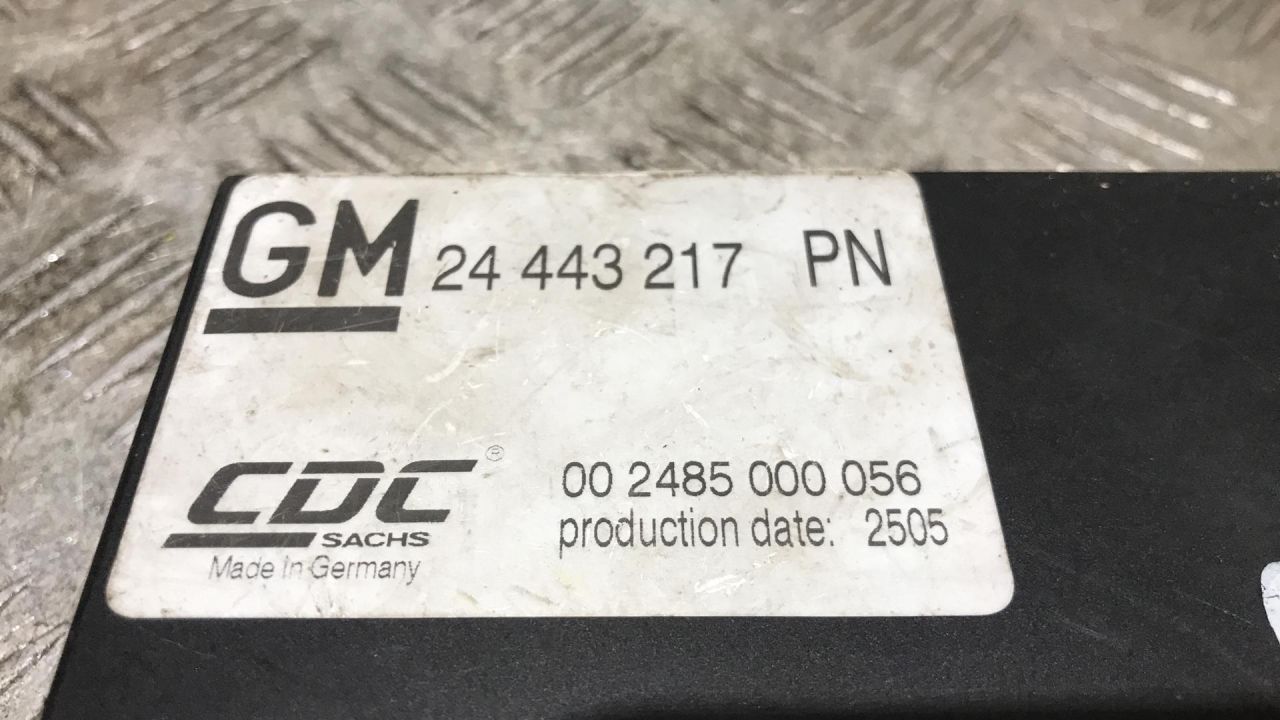 GM 24 443 217 PN
CDC®
SACHS
Made In Germany
00 2485 000 056
production date: 2505